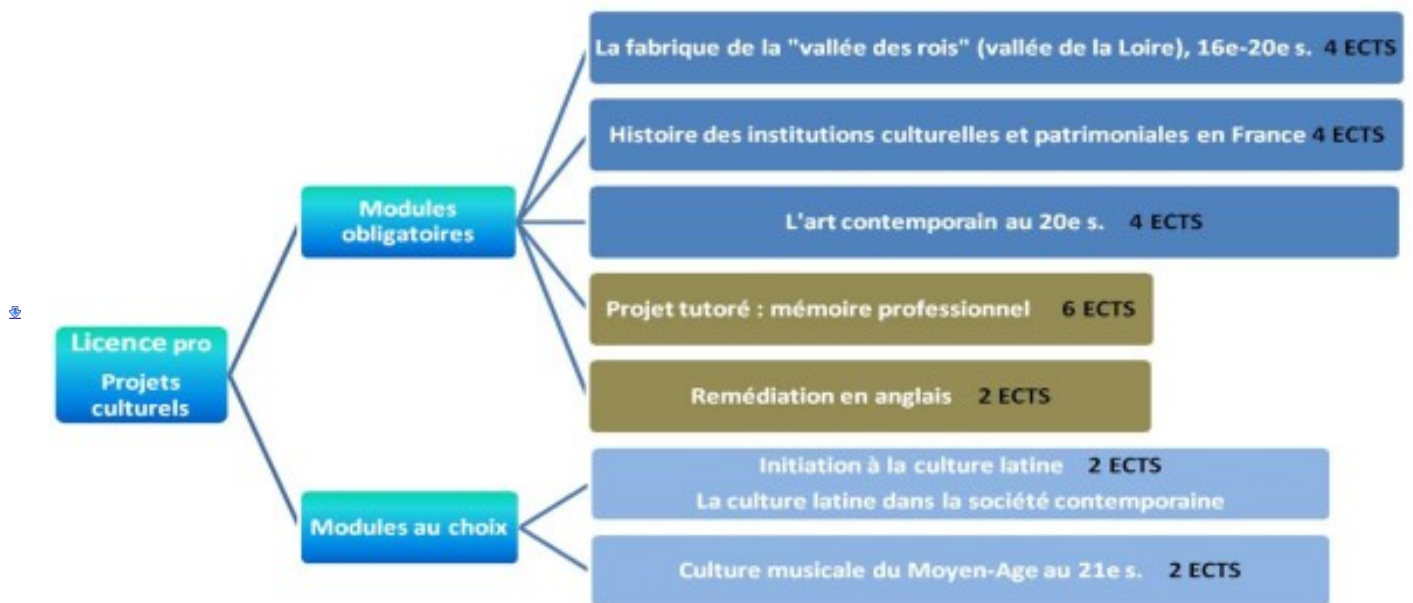 La fabrique de la "vallée des rois" (vallée de la Loire), 16e-20e s. 4 ECTS
Histoire des institutions culturelles et patrimoniales en France 4 ECTS
Modules
obligatoires
L'art contemporain au 20e s. 4 ECTS
Projet tutoré : mémoire professionnel 6 ECTS
Licence pro
Projets
culturels
Remédiation en anglais 2 ECTS
Initiation à la culture latine 2 ECTS
La culture latine dans la société contemporaine
Modules au choix
Culture musicale du Moyen-Age au 21e s. 2 ECTS